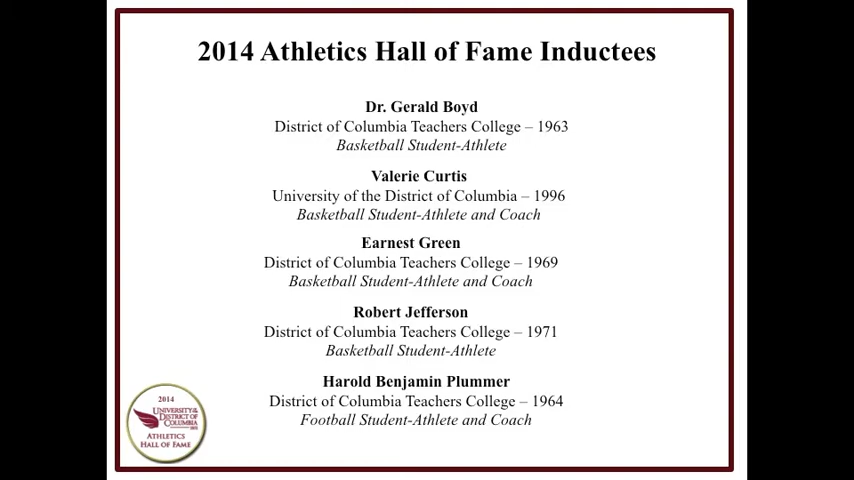 2014 Athletics Hall of Fame Inductees
Dr. Gerald Boyd
District of Columbia Teachers College – 1963
Basketball Student-Athlete
Valerie Curtis
University of the District of Columbia – 1996
Basketball Student-Athlete and Coach
Earnest Green
District of Columbia Teachers College – 1969
Basketball Student-Athlete and Coach
Robert Jefferson
District of Columbia Teachers College – 1971
Basketball Student-Athlete
Harold Benjamin Plummer
District of Columbia Teachers College – 1964
Football Student-Athlete and Coach
2014
UNIVERSITY OF THE
DISTRICT OF
COLUMBIA
ATHLETICS
HALL OF FAME